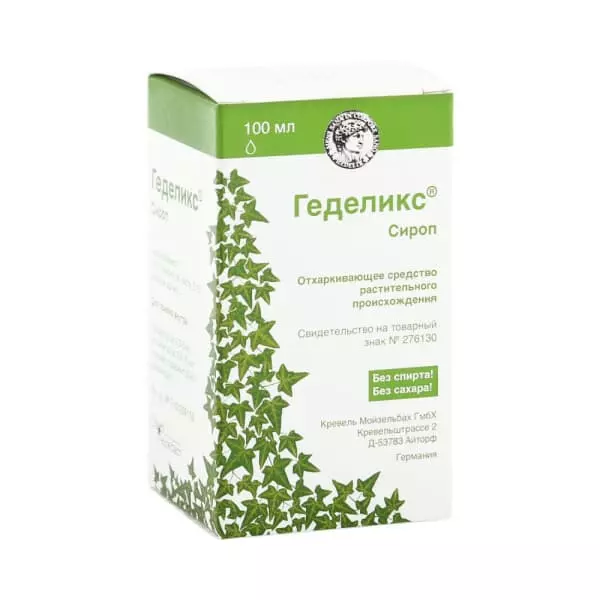 100 мл
Геделикс®
Сироп
Отхаркивающее средство
растительного
происхождения
Свидетельство на товарный
знак № 276130
Без спирта!
Без сахара!
Кревель Мойзельбах ГмбХ
Кревельштрассе 2
Д-53783 Айторф
Германия
Геделикс®
Сироп